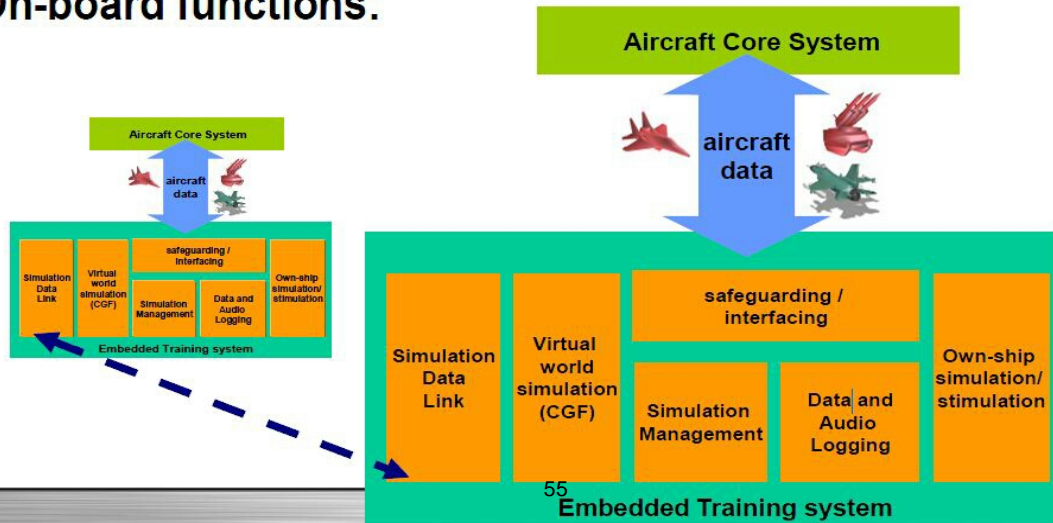 On-board functions:
Aircraft Core System
aircraft
data
safeguarding /
interfacing
Simulation
Data
Link
Virtual
world
simulation
(CGF)
Simulation
Management
Data and
Audio
Logging
Own-ship
simulation/
stimulation
Embedded Training system
Aircraft Core System
aircraft
data
safeguarding /
interfacing
Simulation
Data
Link
Virtual
world
simulation
(CGF)
Simulation
Management
Data and
Audio
Logging
Own-ship
simulation/
stimulation
55
Embedded Training system